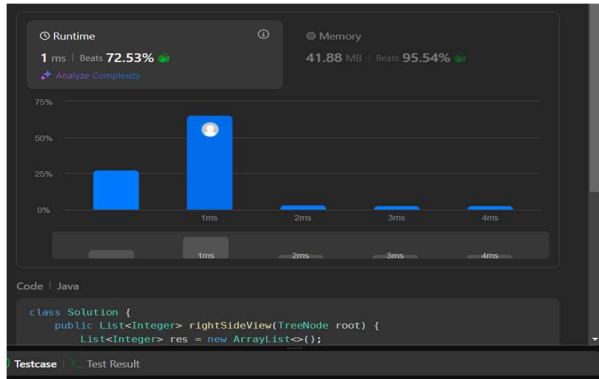 Runtime
Memory
1 ms | Beats 72.53%
41.88 MB | Beats 95.54%
Analyze Complexity
75%
50%
25%
0%
1ms
2ms
3ms
4ms
1ms
2ms
3ms
4ms
Code | Java
class Solution {
public List<Integer> rightSideView(TreeNode root) {
List<Integer> res = new ArrayList<>();
Testcase | >_ Test Result